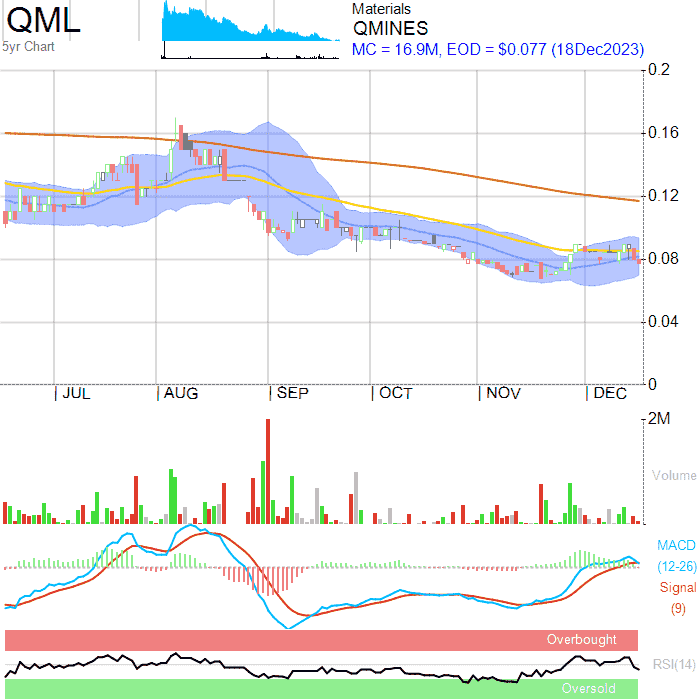 QML
5yr Chart
Materials
QMINES
MC = 16.9M, EOD = $0.077 (18Dec2023)
0.2
0.16
0.12
0.08
0.04
0
JUL AUG SEP OCT NOV DEC
2M
Volume
MACD
(12-26)
Signal
(9)
Overbought
RSI(14)
Oversold